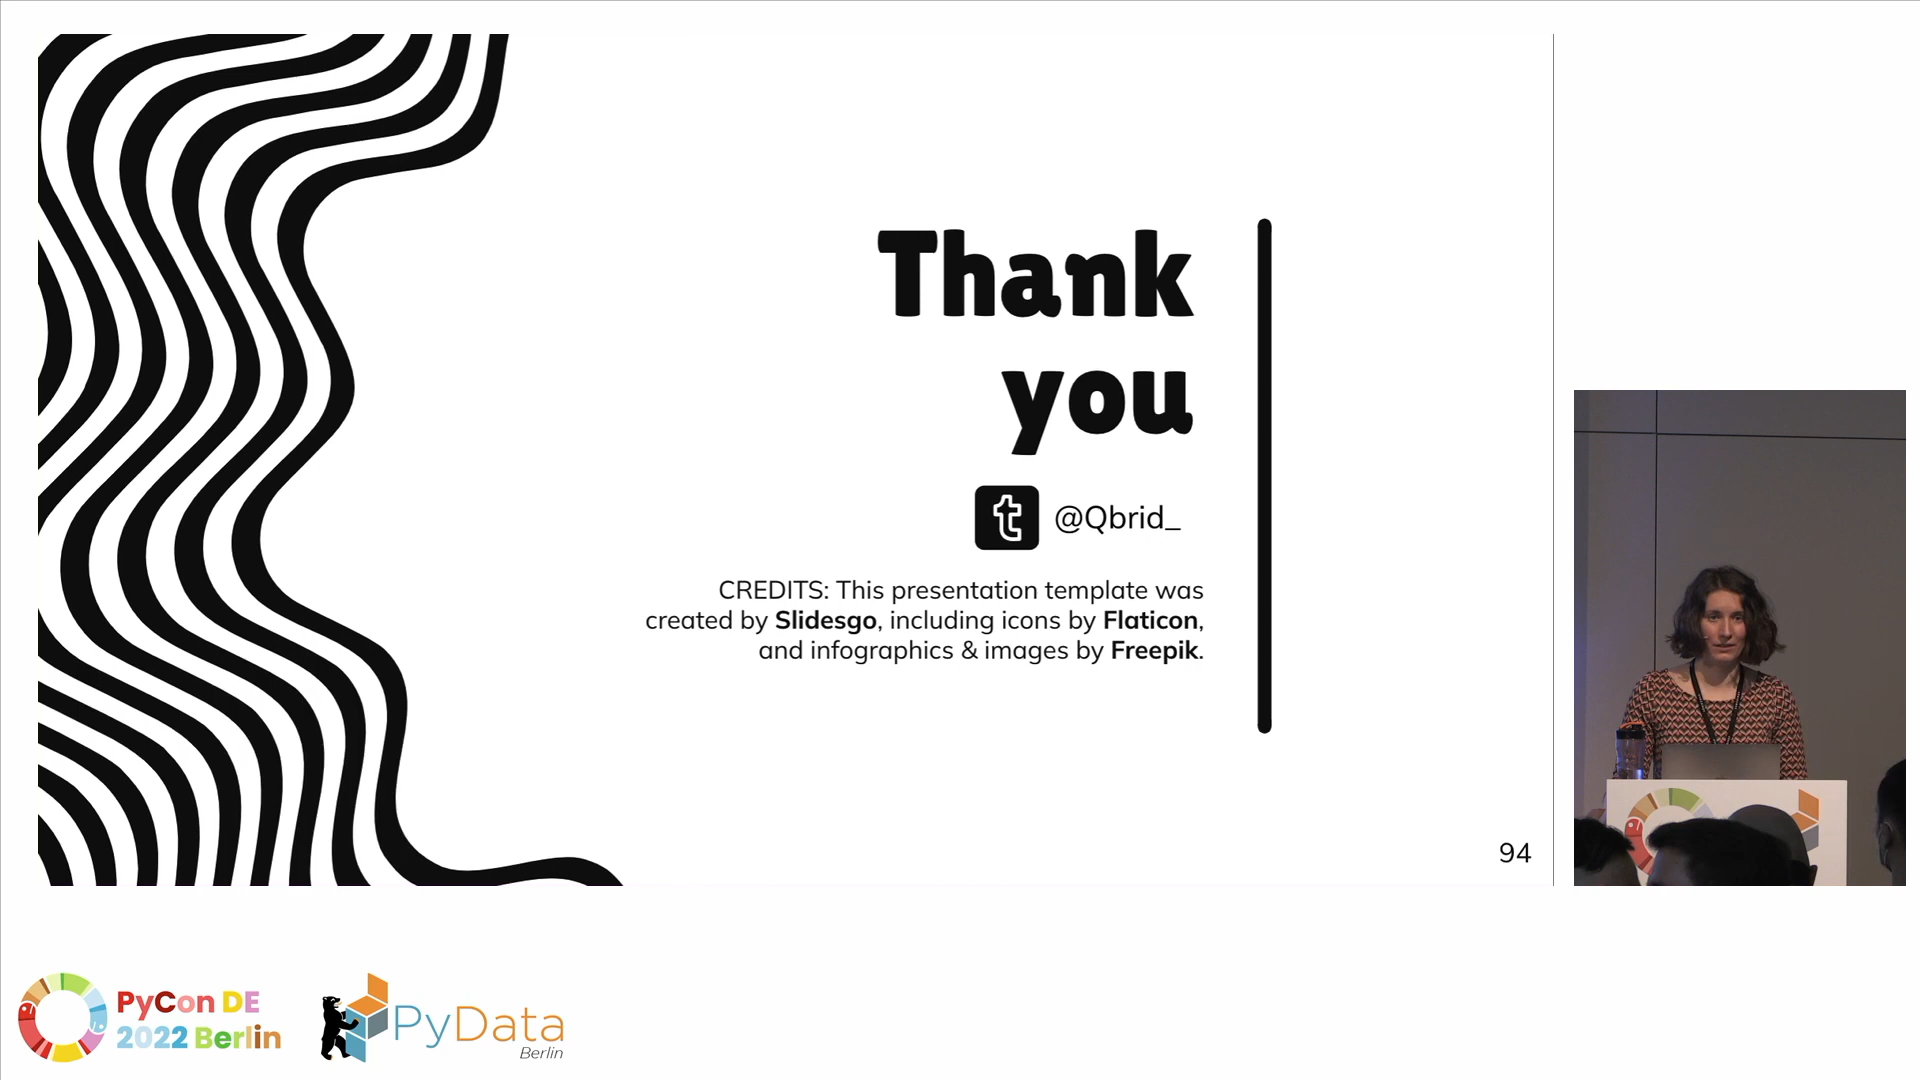 Thank
you
@Qbrid_
CREDITS: This presentation template was
created by Slidesgo, including icons by Flaticon,
and infographics & images by Freepik.
94
PyCon DE
2022 Berlin
PyData
Berlin